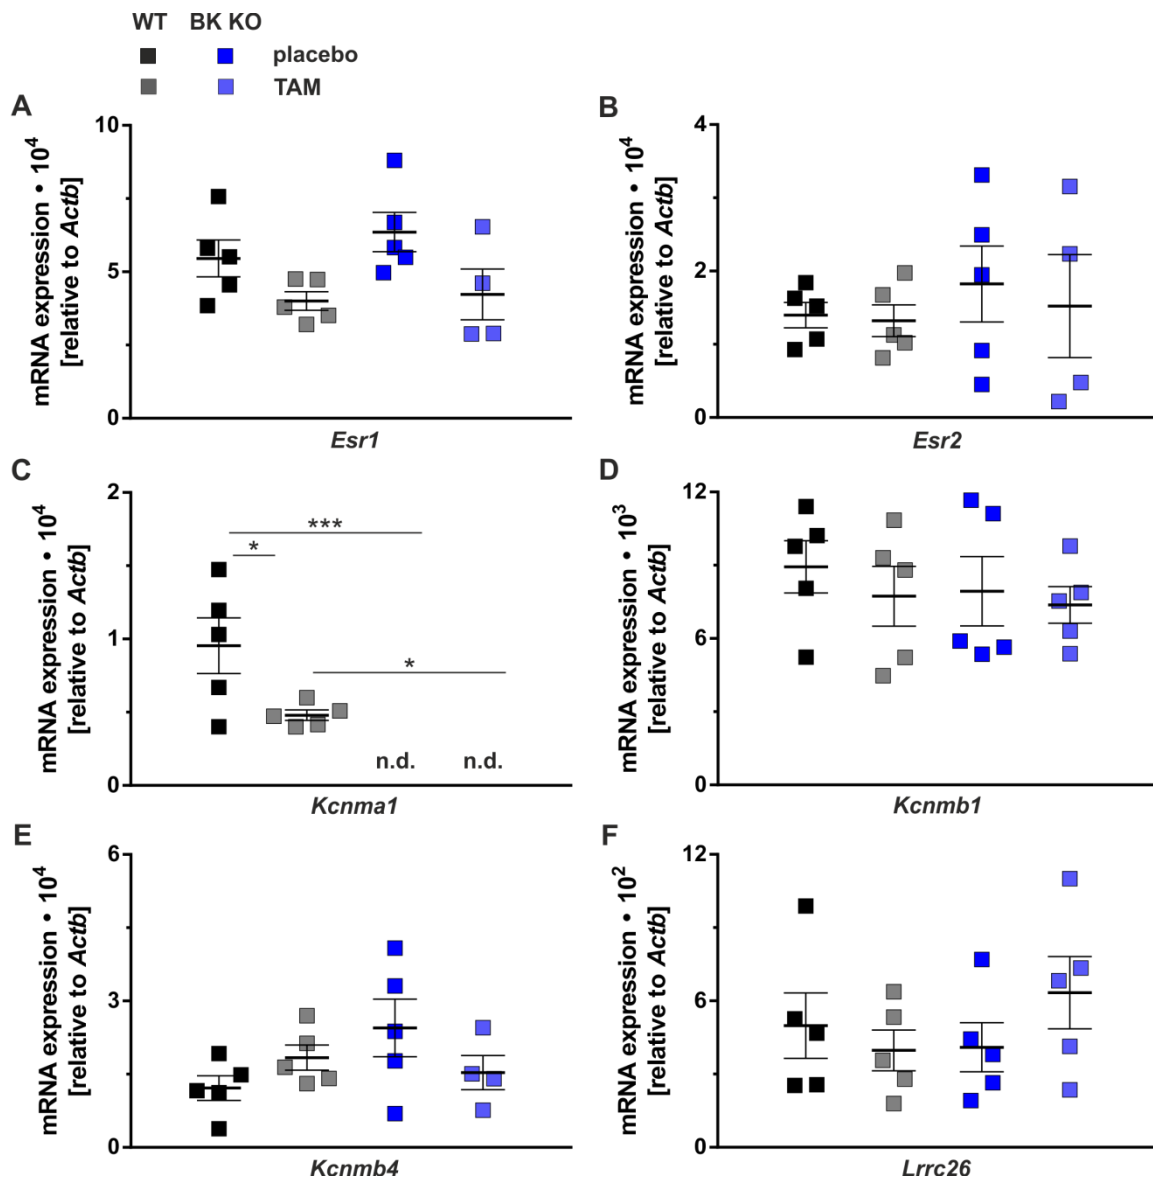 WT BK KO
placebo
TAM
A
mRNA expression • 10⁴
[relative to Actb]
10
5
0
Esr1
B
mRNA expression • 10⁴
[relative to Actb]
4
2
0
Esr2
C
mRNA expression • 10⁴
[relative to Actb]
2
1
0
***
*
*
n.d. n.d.
Kcnma1
D
mRNA expression • 10³
[relative to Actb]
12
6
0
Kcnmb1
E
mRNA expression • 10⁴
[relative to Actb]
6
3
0
Kcnmb4
F
mRNA expression • 10²
[relative to Actb]
12
6
0
Lrrc26